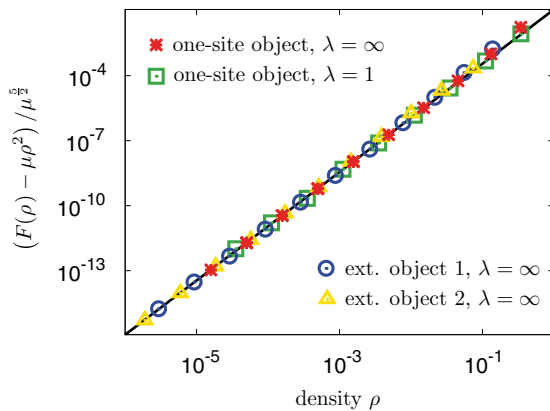 one-site object, λ = ∞
one-site object, λ = 1
10⁻⁴
10⁻⁷
10⁻¹⁰
10⁻¹³
(F(ρ) − μρ²)/μ^{5/2}
ext. object 1, λ = ∞
ext. object 2, λ = ∞
10⁻⁵
10⁻³
10⁻¹
density ρ